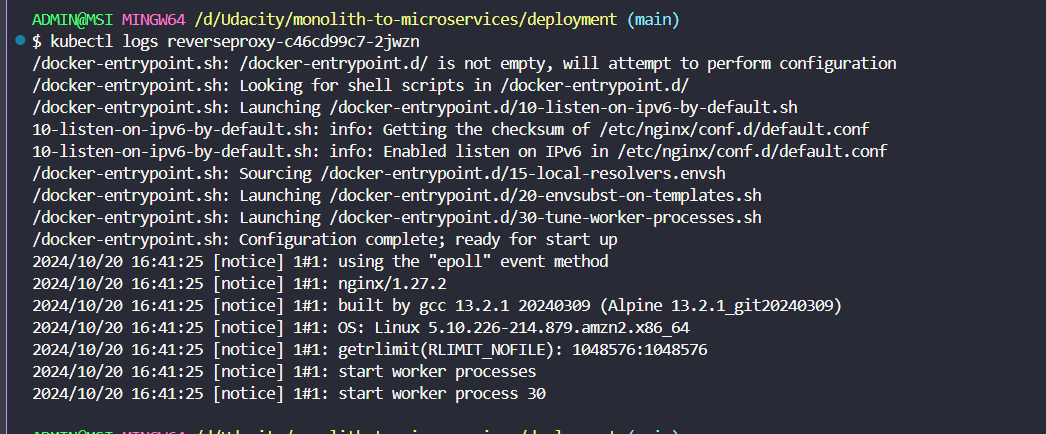 ADMIN@MSI MINGW64 /d/Udacity/monolith-to-microservices/deployment (main)
$ kubectl logs reverseproxy-c46cd99c7-2jwzn
/docker-entrypoint.sh: /docker-entrypoint.d/ is not empty, will attempt to perform configuration
/docker-entrypoint.sh: Looking for shell scripts in /docker-entrypoint.d/
/docker-entrypoint.sh: Launching /docker-entrypoint.d/10-listen-on-ipv6-by-default.sh
10-listen-on-ipv6-by-default.sh: info: Getting the checksum of /etc/nginx/conf.d/default.conf
10-listen-on-ipv6-by-default.sh: info: Enabled listen on IPv6 in /etc/nginx/conf.d/default.conf
/docker-entrypoint.sh: Sourcing /docker-entrypoint.d/15-local-resolvers.envsh
/docker-entrypoint.sh: Launching /docker-entrypoint.d/20-envsubst-on-templates.sh
/docker-entrypoint.sh: Launching /docker-entrypoint.d/30-tune-worker-processes.sh
/docker-entrypoint.sh: Configuration complete; ready for start up
2024/10/20 16:41:25 [notice] 1#1: using the "epoll" event method
2024/10/20 16:41:25 [notice] 1#1: nginx/1.27.2
2024/10/20 16:41:25 [notice] 1#1: built by gcc 13.2.1 20240309 (Alpine 13.2.1_git20240309)
2024/10/20 16:41:25 [notice] 1#1: OS: Linux 5.10.226-214.879.amzn2.x86_64
2024/10/20 16:41:25 [notice] 1#1: getrlimit(RLIMIT_NOFILE): 1048576:1048576
2024/10/20 16:41:25 [notice] 1#1: start worker processes
2024/10/20 16:41:25 [notice] 1#1: start worker process 30